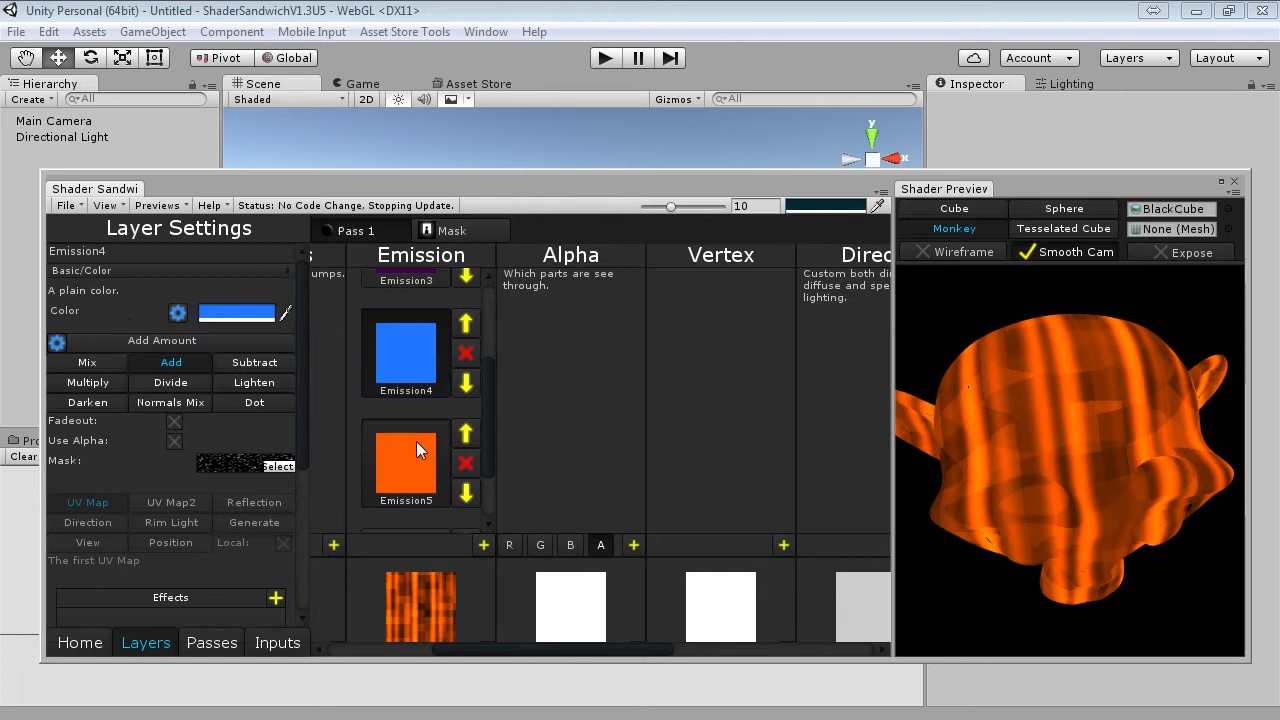 Unity Personal (64bit) - Untitled - ShaderSandwichV1.3U5 - WebGL <DX11>
File Edit Assets GameObject Component Mobile Input Asset Store Tools Window Help
Pivot Global Account Layers Layout
Hierarchy Scene Game Asset Store Inspector Lighting
Create All Shaded 2D Gizmos All
Main Camera
Directional Light
y
x
Shader Sandwi Shader Preview
File View Previews Help Status: No Code Change, Stopping Update. 10
Cube Sphere BlackCube
Monkey Tesselated Cube None (Mesh)
Wireframe Smooth Cam Expose
Layer Settings Pass 1 Mask
Emission4
Basic/Color
A plain color.
Color
Add Amount
Mix Add Subtract
Multiply Divide Lighten
Darken Normals Mix Dot
Fadeout:
Use Alpha:
Mask: Select
UV Map UV Map2 Reflection
Direction Rim Light Generate
View Position Local:
The first UV Map
Effects
Home Layers Passes Inputs
s Emission Alpha Vertex Direc
umps. Which parts are see through. Custom both di
diffuse and spe
lighting.
Emission3
Emission4
Emission5
R G B A
Pro
Clear